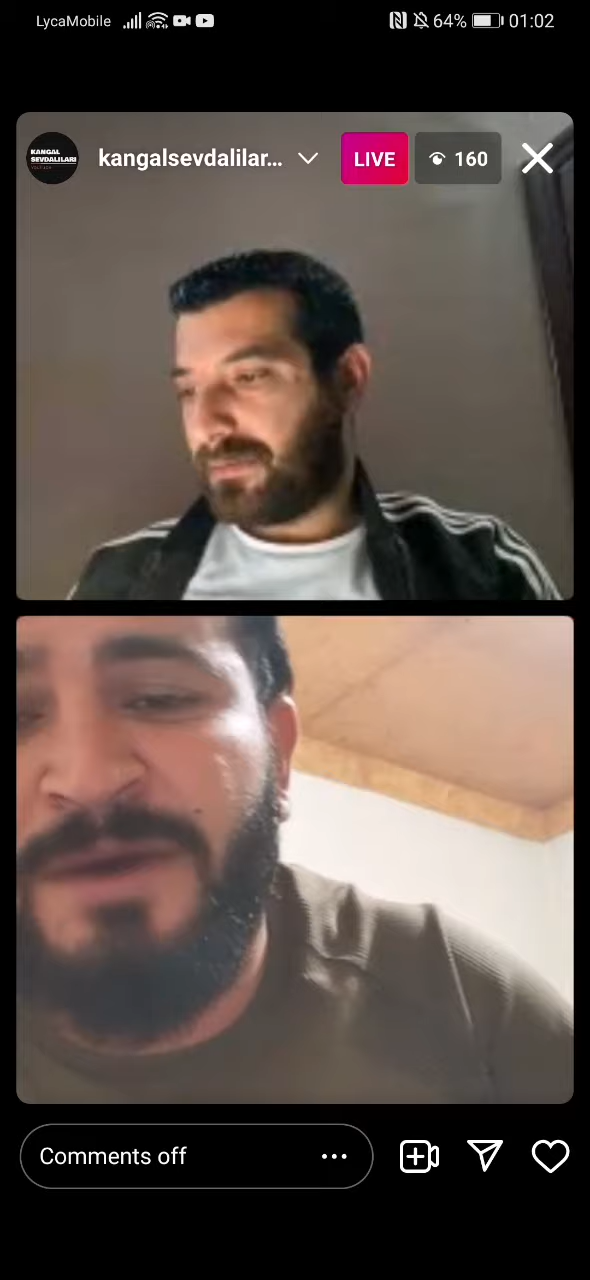 LycaMobile 64% 01:02
KANGAL
SEVDALILARI
kangalsevdalilar... LIVE 160
Comments off